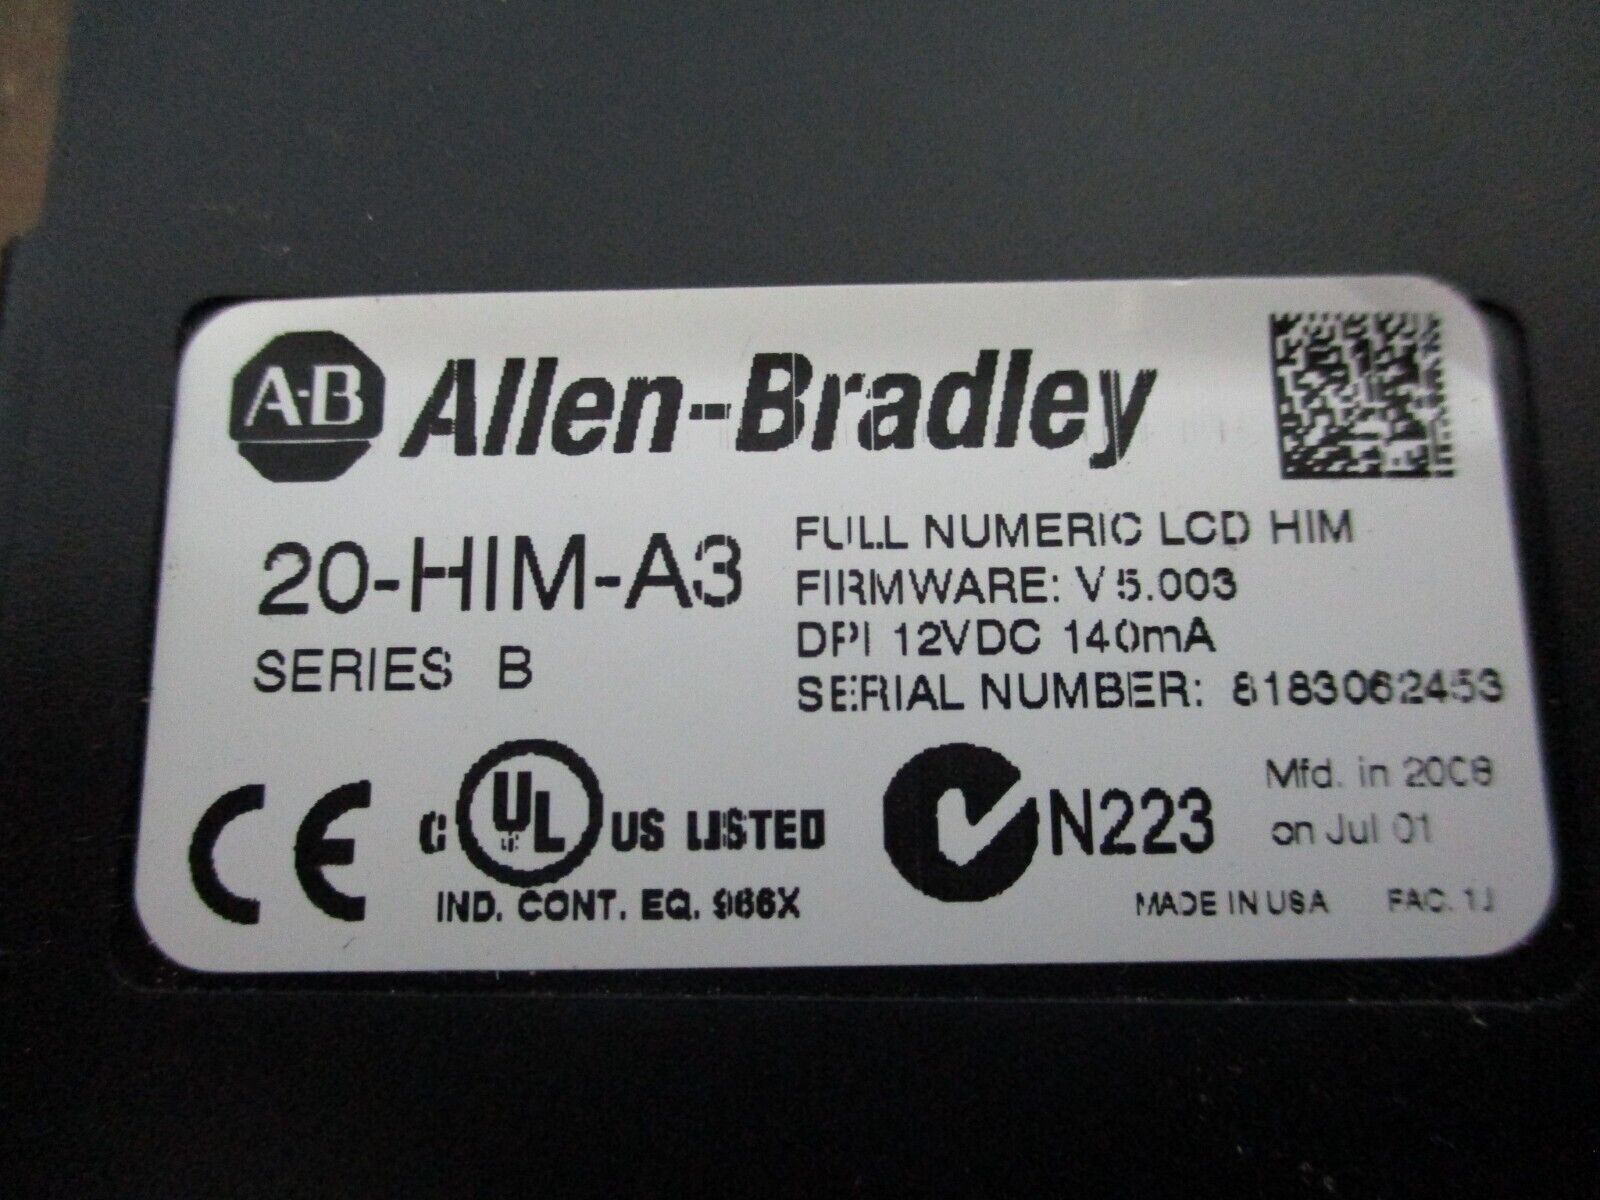 A-B Allen-Bradley
20-HIM-A3
SERIES B
FULL NUMERIC LCD HIM
FIRMWARE: V 5.003
DPI 12VDC 140mA
SERIAL NUMBER: 8183062453
CE
C UL US LISTED
IND. CONT. EQ. 966X
N223
Mfd. in 2008
on Jul 01
MADE IN USA FAC. 1J